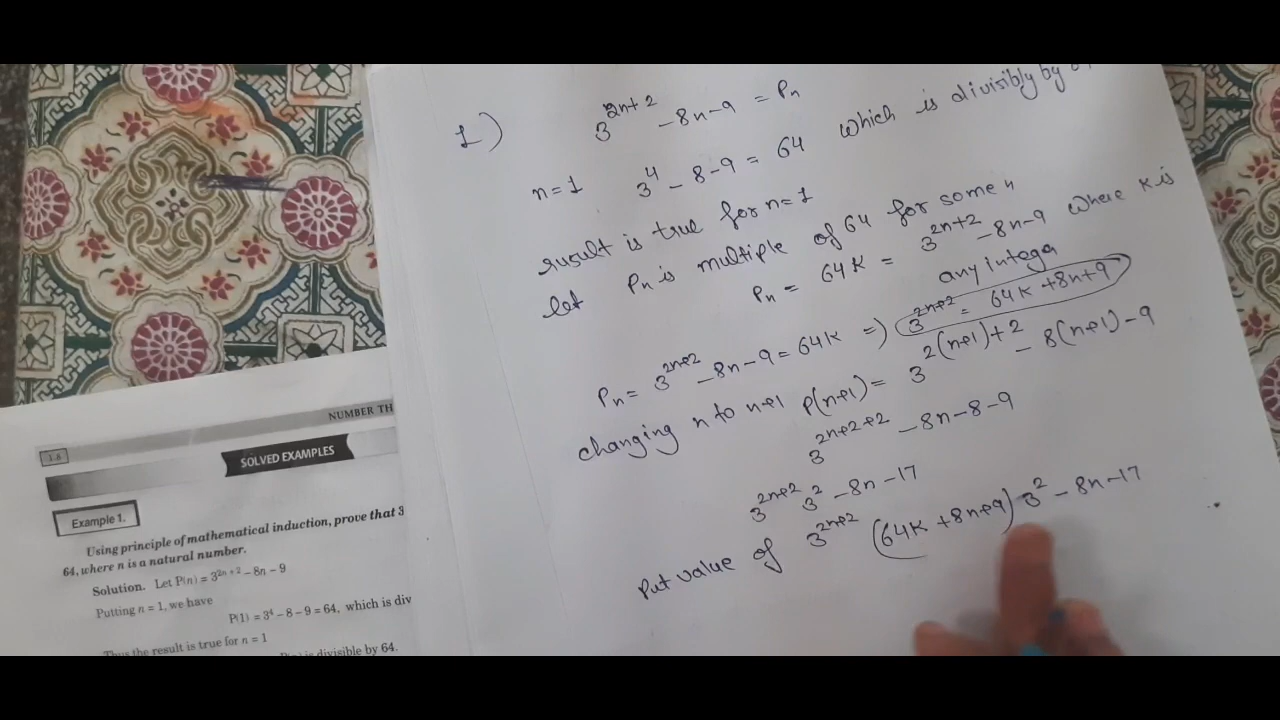 1) 3^{2n+2} - 8n - 9 = Pn
n=1 3^4 - 8 - 9 = 64 which is divisibly by
rusult is true for n=1
let Pn is multiple of 64 for some n
Pn = 64K = 3^{2n+2} - 8n-9 where K is
any integer
Pn = 3^{2n+2} - 8n - 9 = 64K => 3^{2n+2} = 64K + 8n+9
changing n to n+1 P(n+1) = 3^{2(n+1)+2} - 8(n+1) - 9
3^{2n+2+2} - 8n - 8 - 9
3^{2n+2} 3^2 - 8n - 17
Put value of 3^{2n+2} (64K + 8n+9) 3^2 - 8n - 17
1.6 NUMBER TH
SOLVED EXAMPLES
Example 1.
Using principle of mathematical induction, prove that 3
64, where n is a natural number.
Solution. Let P(n) = 3^{2n+2} - 8n - 9
Putting n = 1, we have
P(1) = 3^4 - 8 - 9 = 64, which is div
Thus the result is true for n = 1
is divisible by 64.